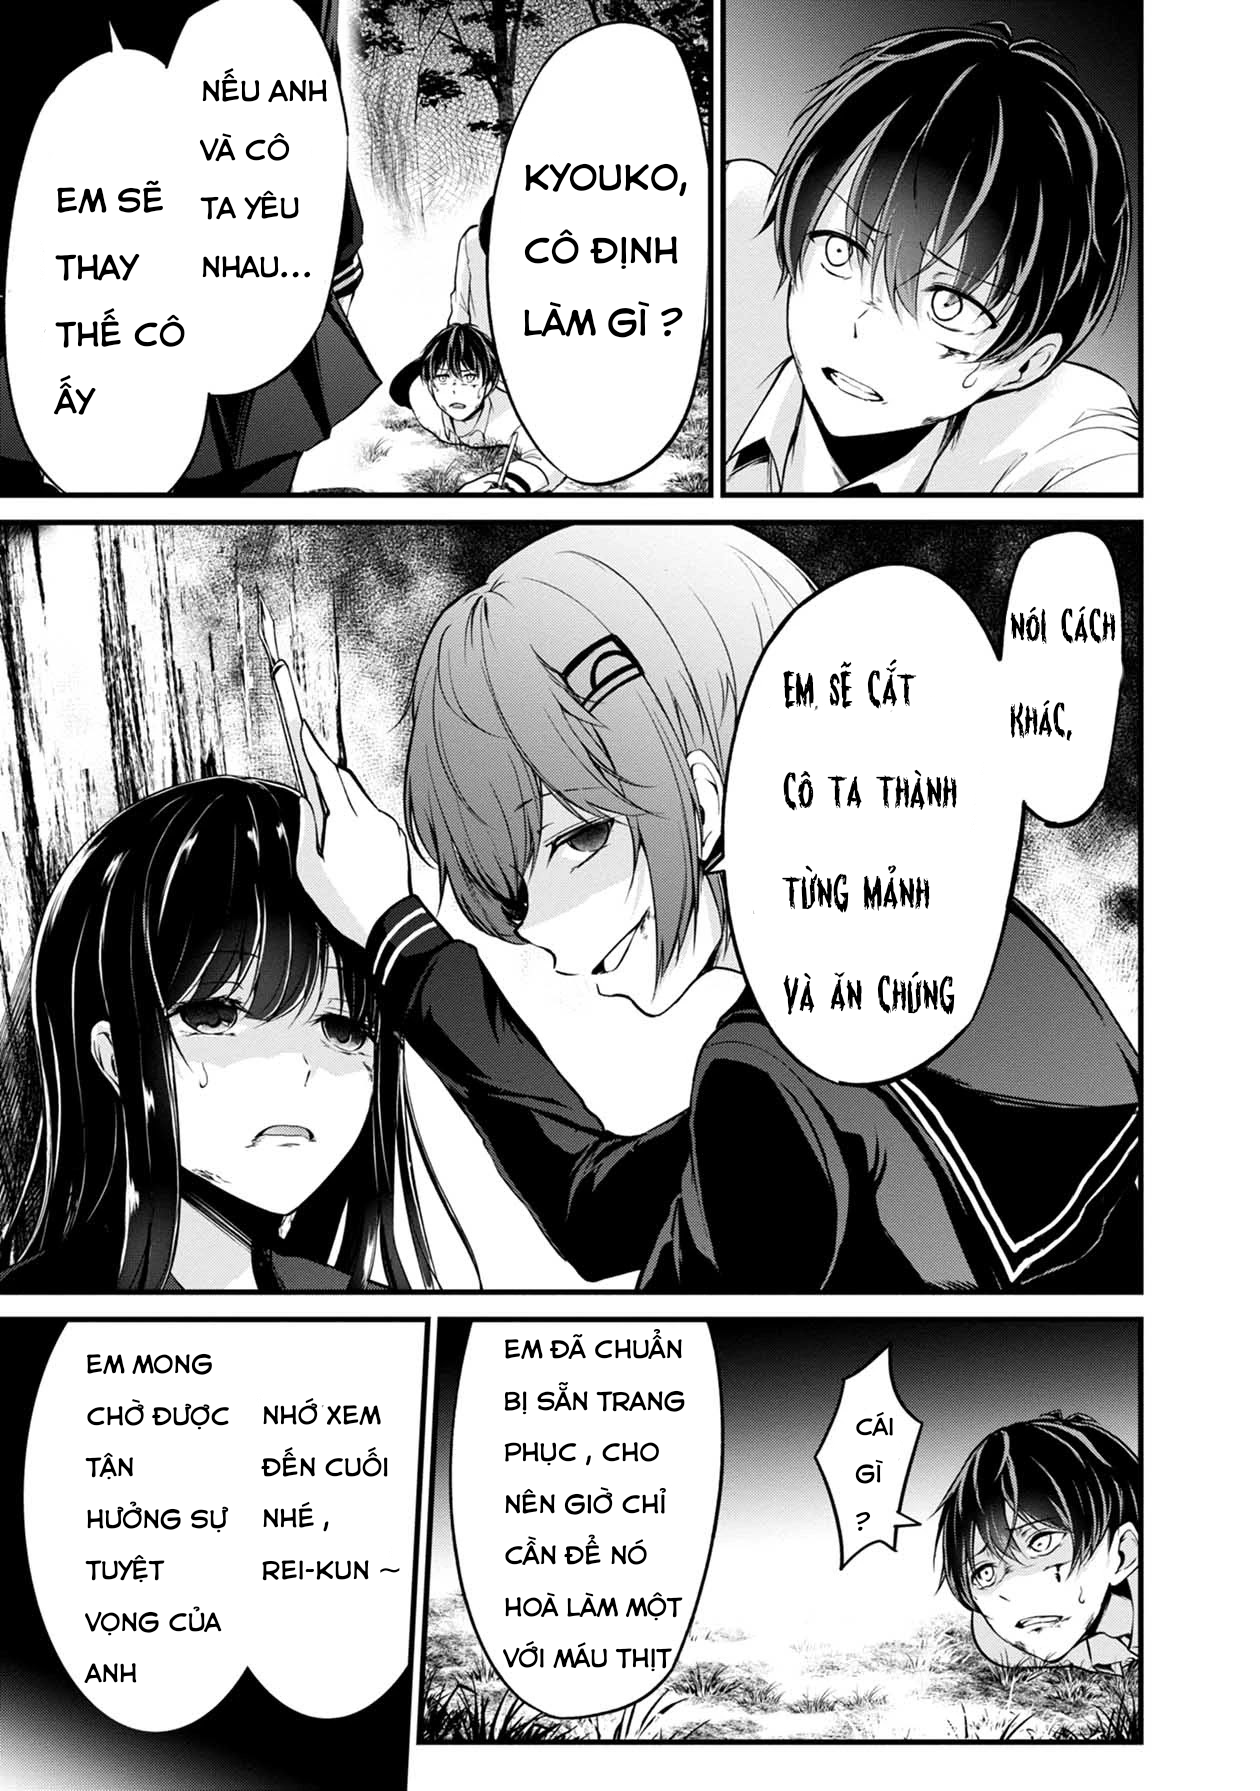 KYOUKO,
CÔ ĐỊNH
LÀM GÌ ?
NẾU ANH
VÀ CÔ
TA YÊU
NHAU...
EM SẼ
THAY
THẾ CÔ
ẤY
NÓI CÁCH
KHÁC,
EM SẼ CẮT
CÔ TA THÀNH
TỪNG MẢNH
VÀ ĂN CHÚNG
CÁI
GÌ
?
EM ĐÃ CHUẨN
BỊ SẴN TRANG
PHỤC , CHO
NÊN GIỜ CHỈ
CẦN ĐỂ NÓ
HOÀ LÀM MỘT
VỚI MÁU THỊT
NHỚ XEM
ĐẾN CUỐI
NHÉ ,
REI-KUN ~
EM MONG
CHỜ ĐƯỢC
TẬN
HƯỞNG SỰ
TUYỆT
VỌNG CỦA
ANH